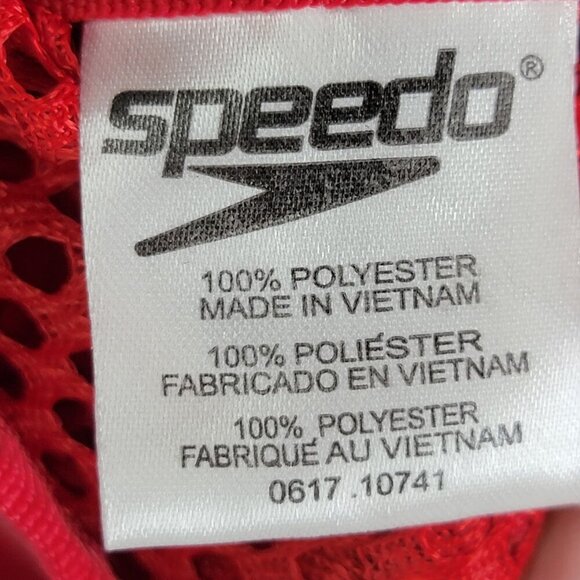 speedo®
100% POLYESTER
MADE IN VIETNAM
100% POLIÉSTER
FABRICADO EN VIETNAM
100% POLYESTER
FABRIQUÉ AU VIETNAM
0617 .10741